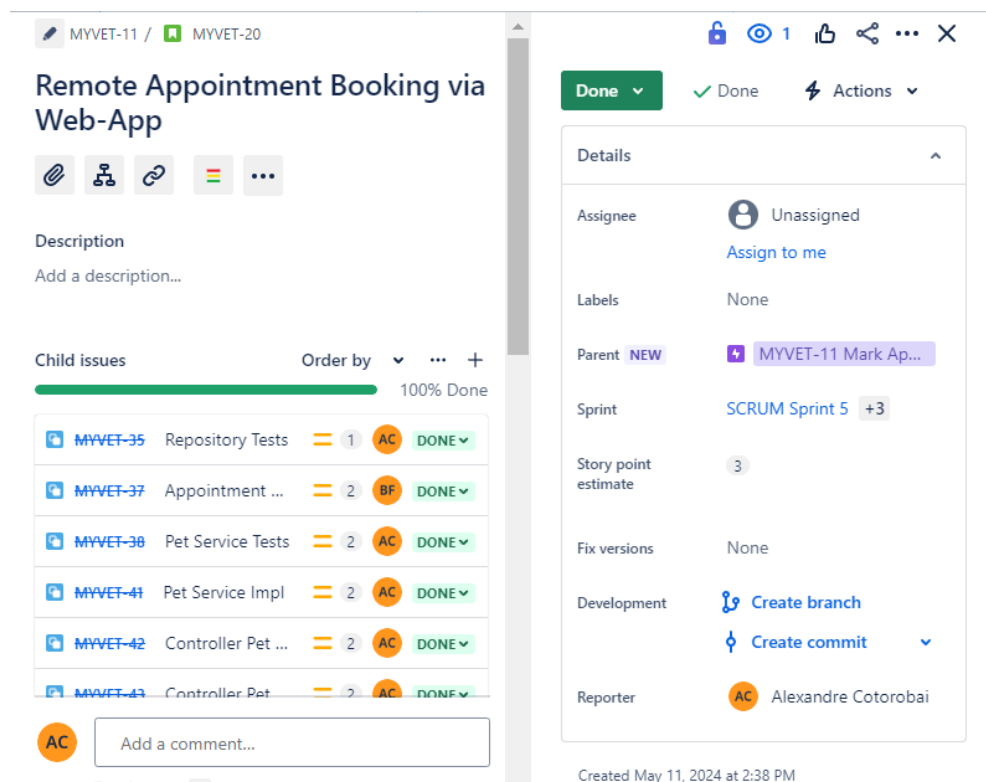 MYVET-11 / MYVET-20
Remote Appointment Booking via
Web-App
Description
Add a description...
Child issues Order by
100% Done
MYVET-35 Repository Tests 1 AC DONE
MYVET-37 Appointment ... 2 BF DONE
MYVET-38 Pet Service Tests 2 AC DONE
MYVET-41 Pet Service Impl 2 AC DONE
MYVET-42 Controller Pet ... 2 AC DONE
MYVET-43 Controller Pet 2 AC DONE
AC Add a comment...
1
Done Done Actions
Details
Assignee Unassigned
Assign to me
Labels None
Parent NEW MYVET-11 Mark Ap...
Sprint SCRUM Sprint 5 +3
Story point
estimate
3
Fix versions None
Development Create branch
Create commit
Reporter AC Alexandre Cotorobai
Created May 11, 2024 at 2:38 PM